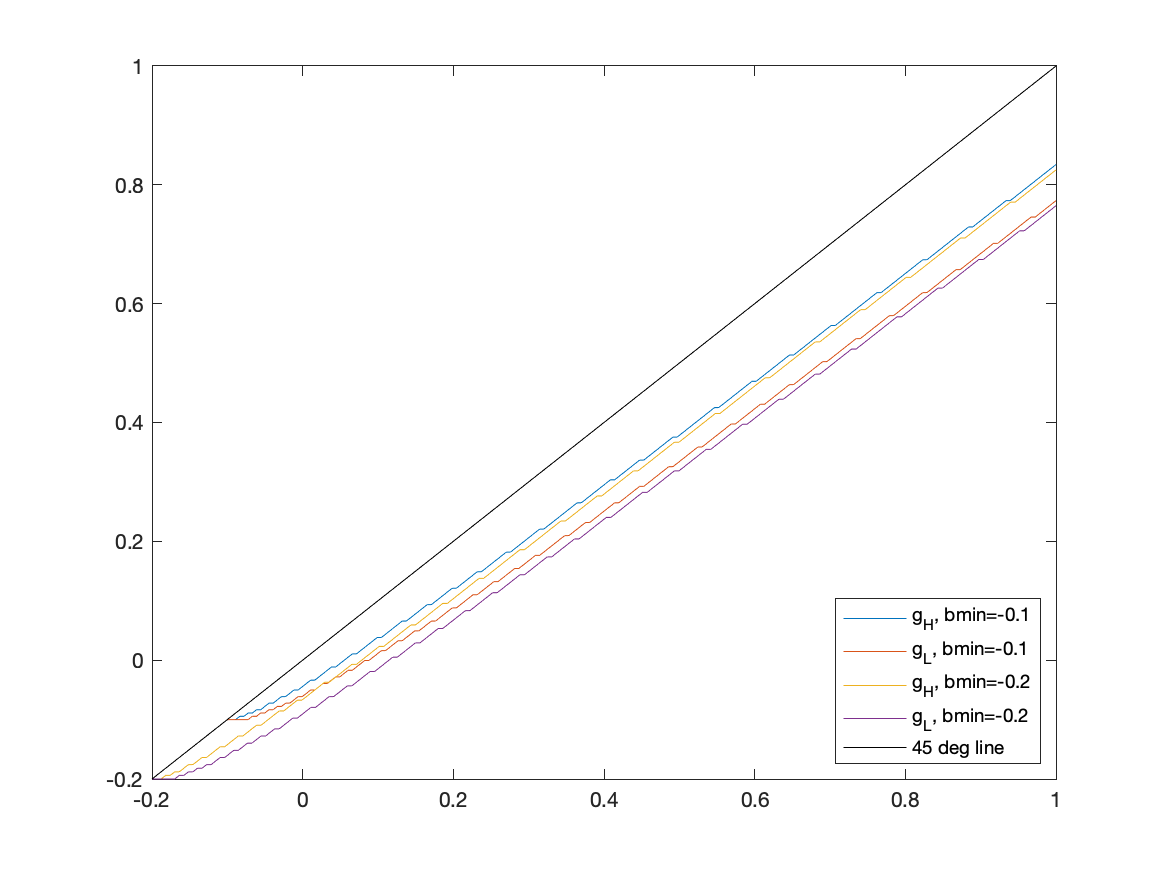 1
0.8
0.6
0.4
0.2
0
-0.2
-0.2 0 0.2 0.4 0.6 0.8 1
g_H, bmin=-0.1
g_L, bmin=-0.1
g_H, bmin=-0.2
g_L, bmin=-0.2
45 deg line